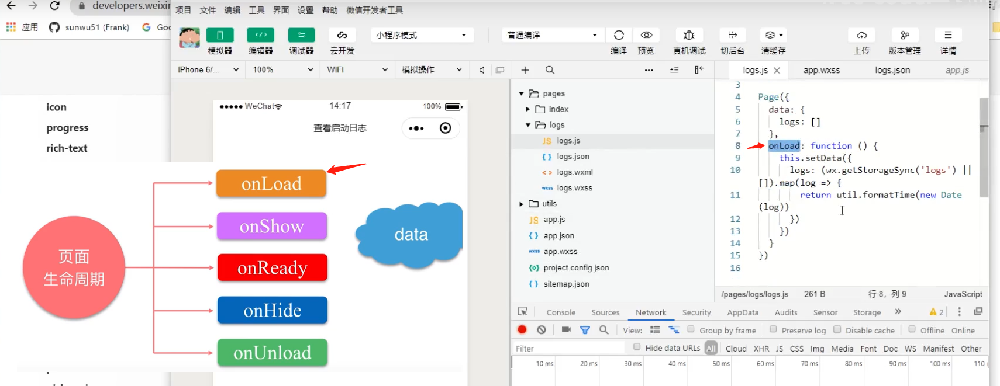 developers.weixin
应用
sunwu51 (Frank)
Goo
icon
progress
rich-text
项目 文件 编辑 工具 界面 设置 帮助 微信开发者工具
模拟器
编辑器
调试器
云开发
小程序模式
普通编译
编译
预览
真机调试
切后台
清缓存
上传
版本管理
详情
iPhone 6/...
100%
WiFi
模拟操作
WeChat
14:17
100%
查看启动日志
页面
生命周期
onLoad
onShow
onReady
onHide
onUnload
data
pages
index
logs
JS logs.js
{ } logs.json
< > logs.wxml
wxss logs.wxss
utils
JS app.js
{ } app.json
wxss app.wxss
{o} project.config.json
{ } sitemap.json
logs.js
app.wxss
logs.json
app.js
3
4 Page({
5 data: {
6 logs: []
7 },
8 onLoad: function () {
9 this.setData({
10 logs: (wx.getStorageSync('logs') ||
[]).map(log => {
11 return util.formatTime(new Date
(log))
12 })
13 })
14 }
15 })
16
/pages/logs/logs.js 261 B 行 8，列 9 JavaScript
Console Sources Network Security AppData Audits Sensor Storage » 2
View: Group by frame Preserve log Disable cache Offline Online
Filter Hide data URLs All Cloud XHR JS CSS Img Media Font Doc WS Manifest Other
10 ms 20 ms 30 ms 40 ms 50 ms 60 ms 70 ms 80 ms 90 ms 100 ms 110